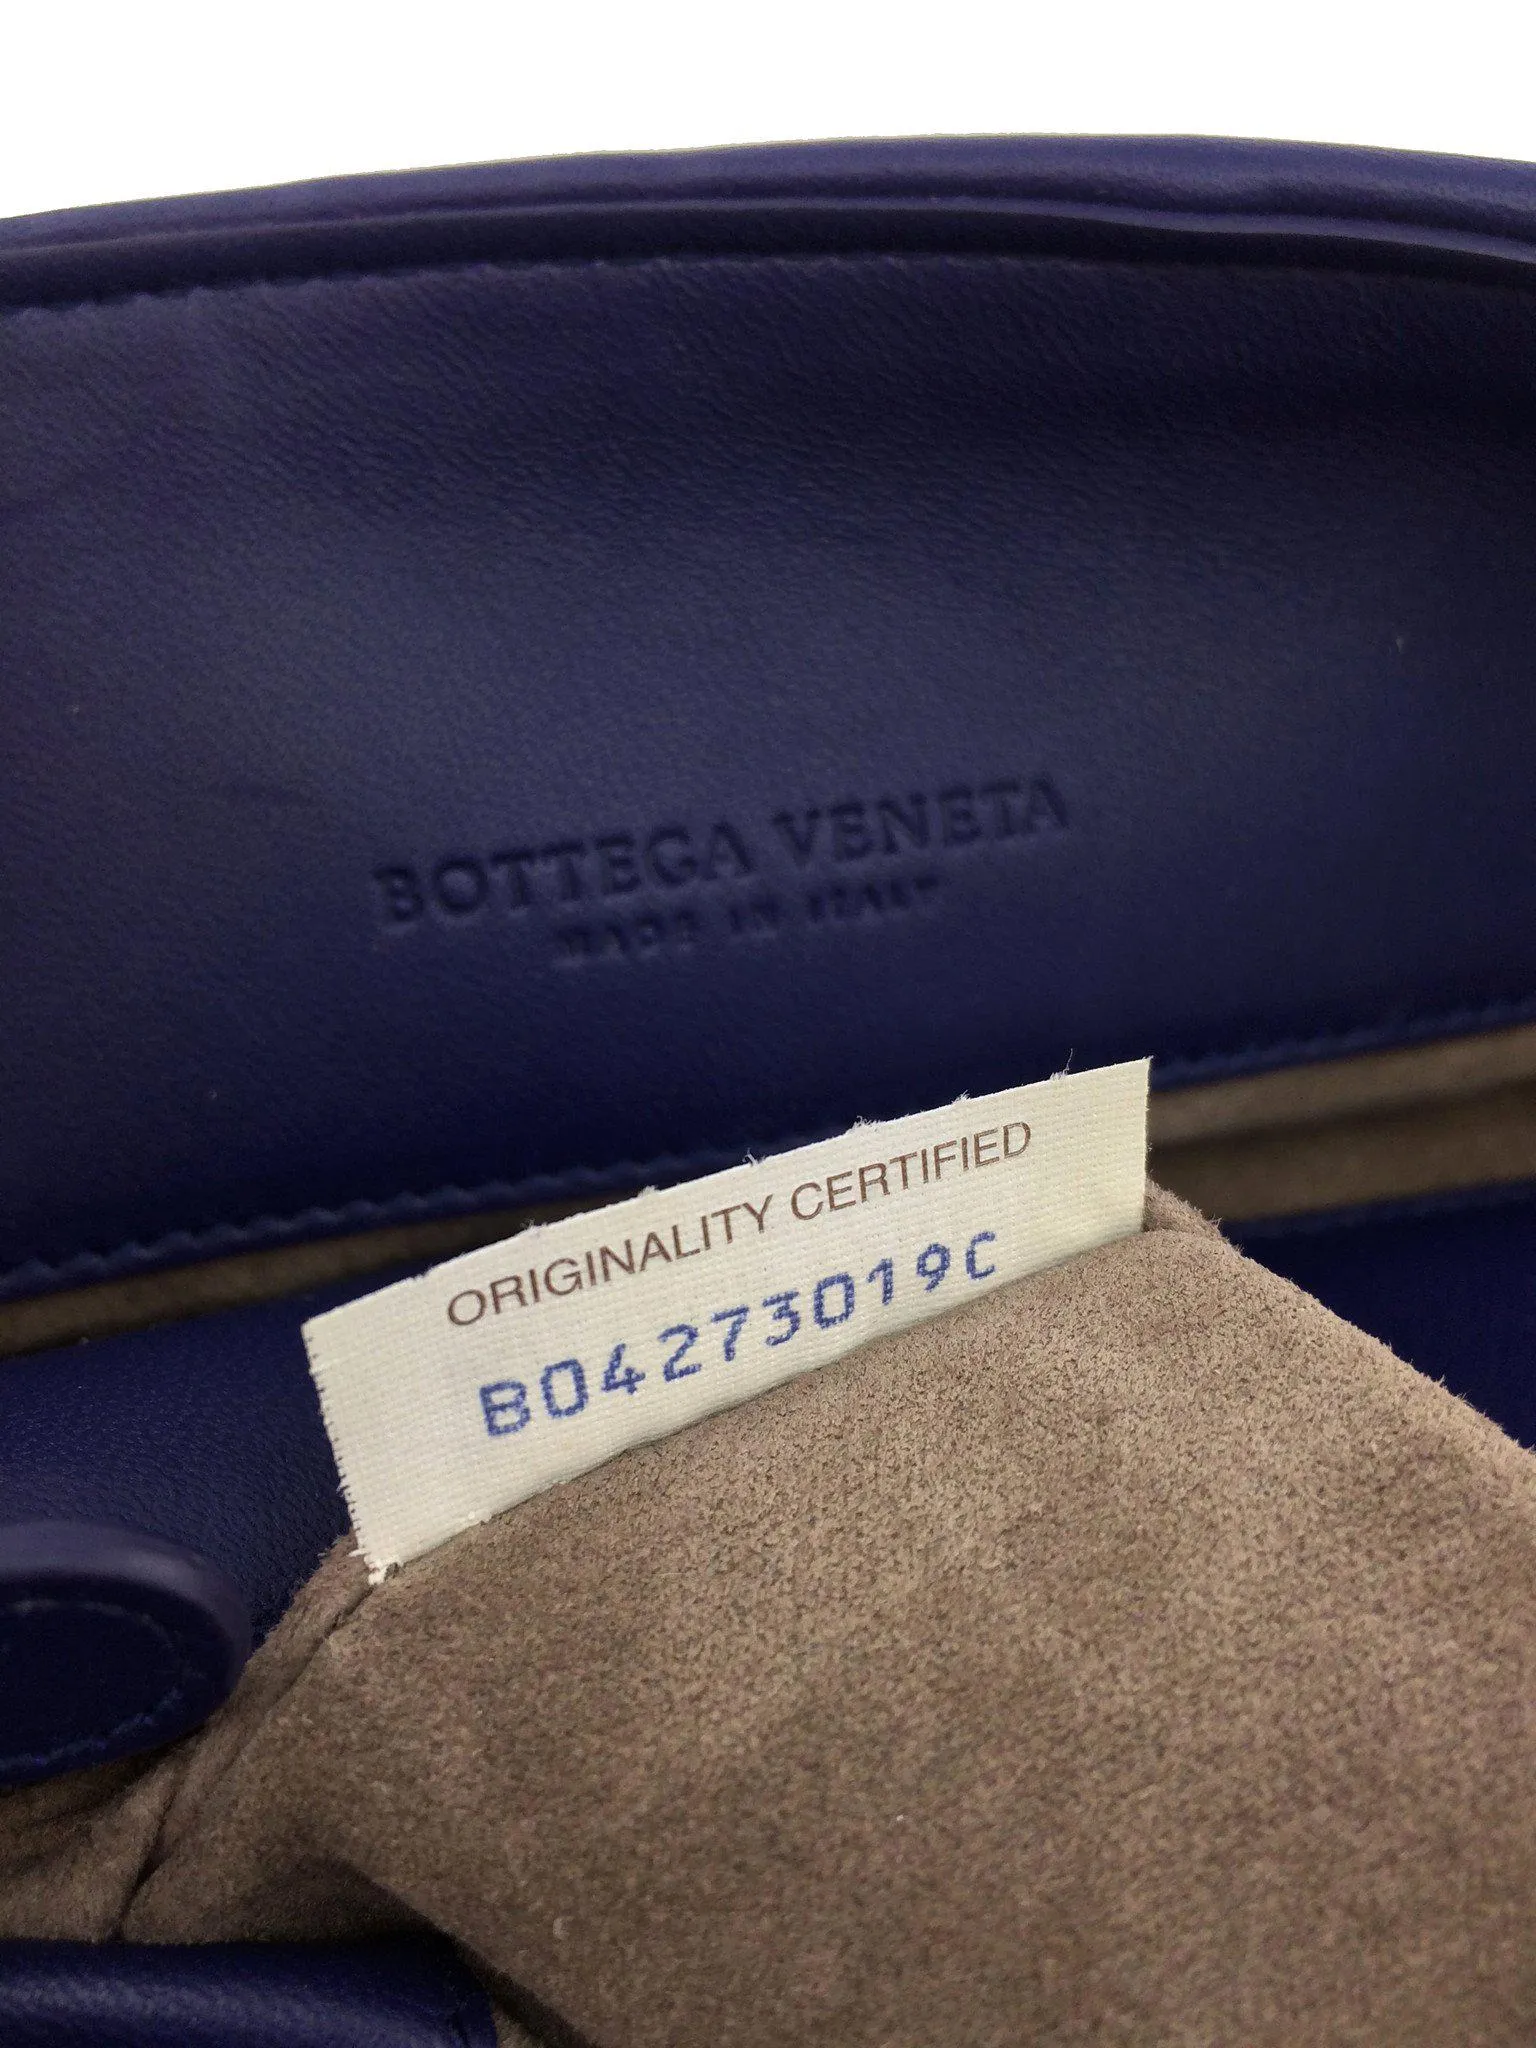 BOTTEGA VENETA
MADE IN ITALY
ORIGINALITY CERTIFIED
B04273019C